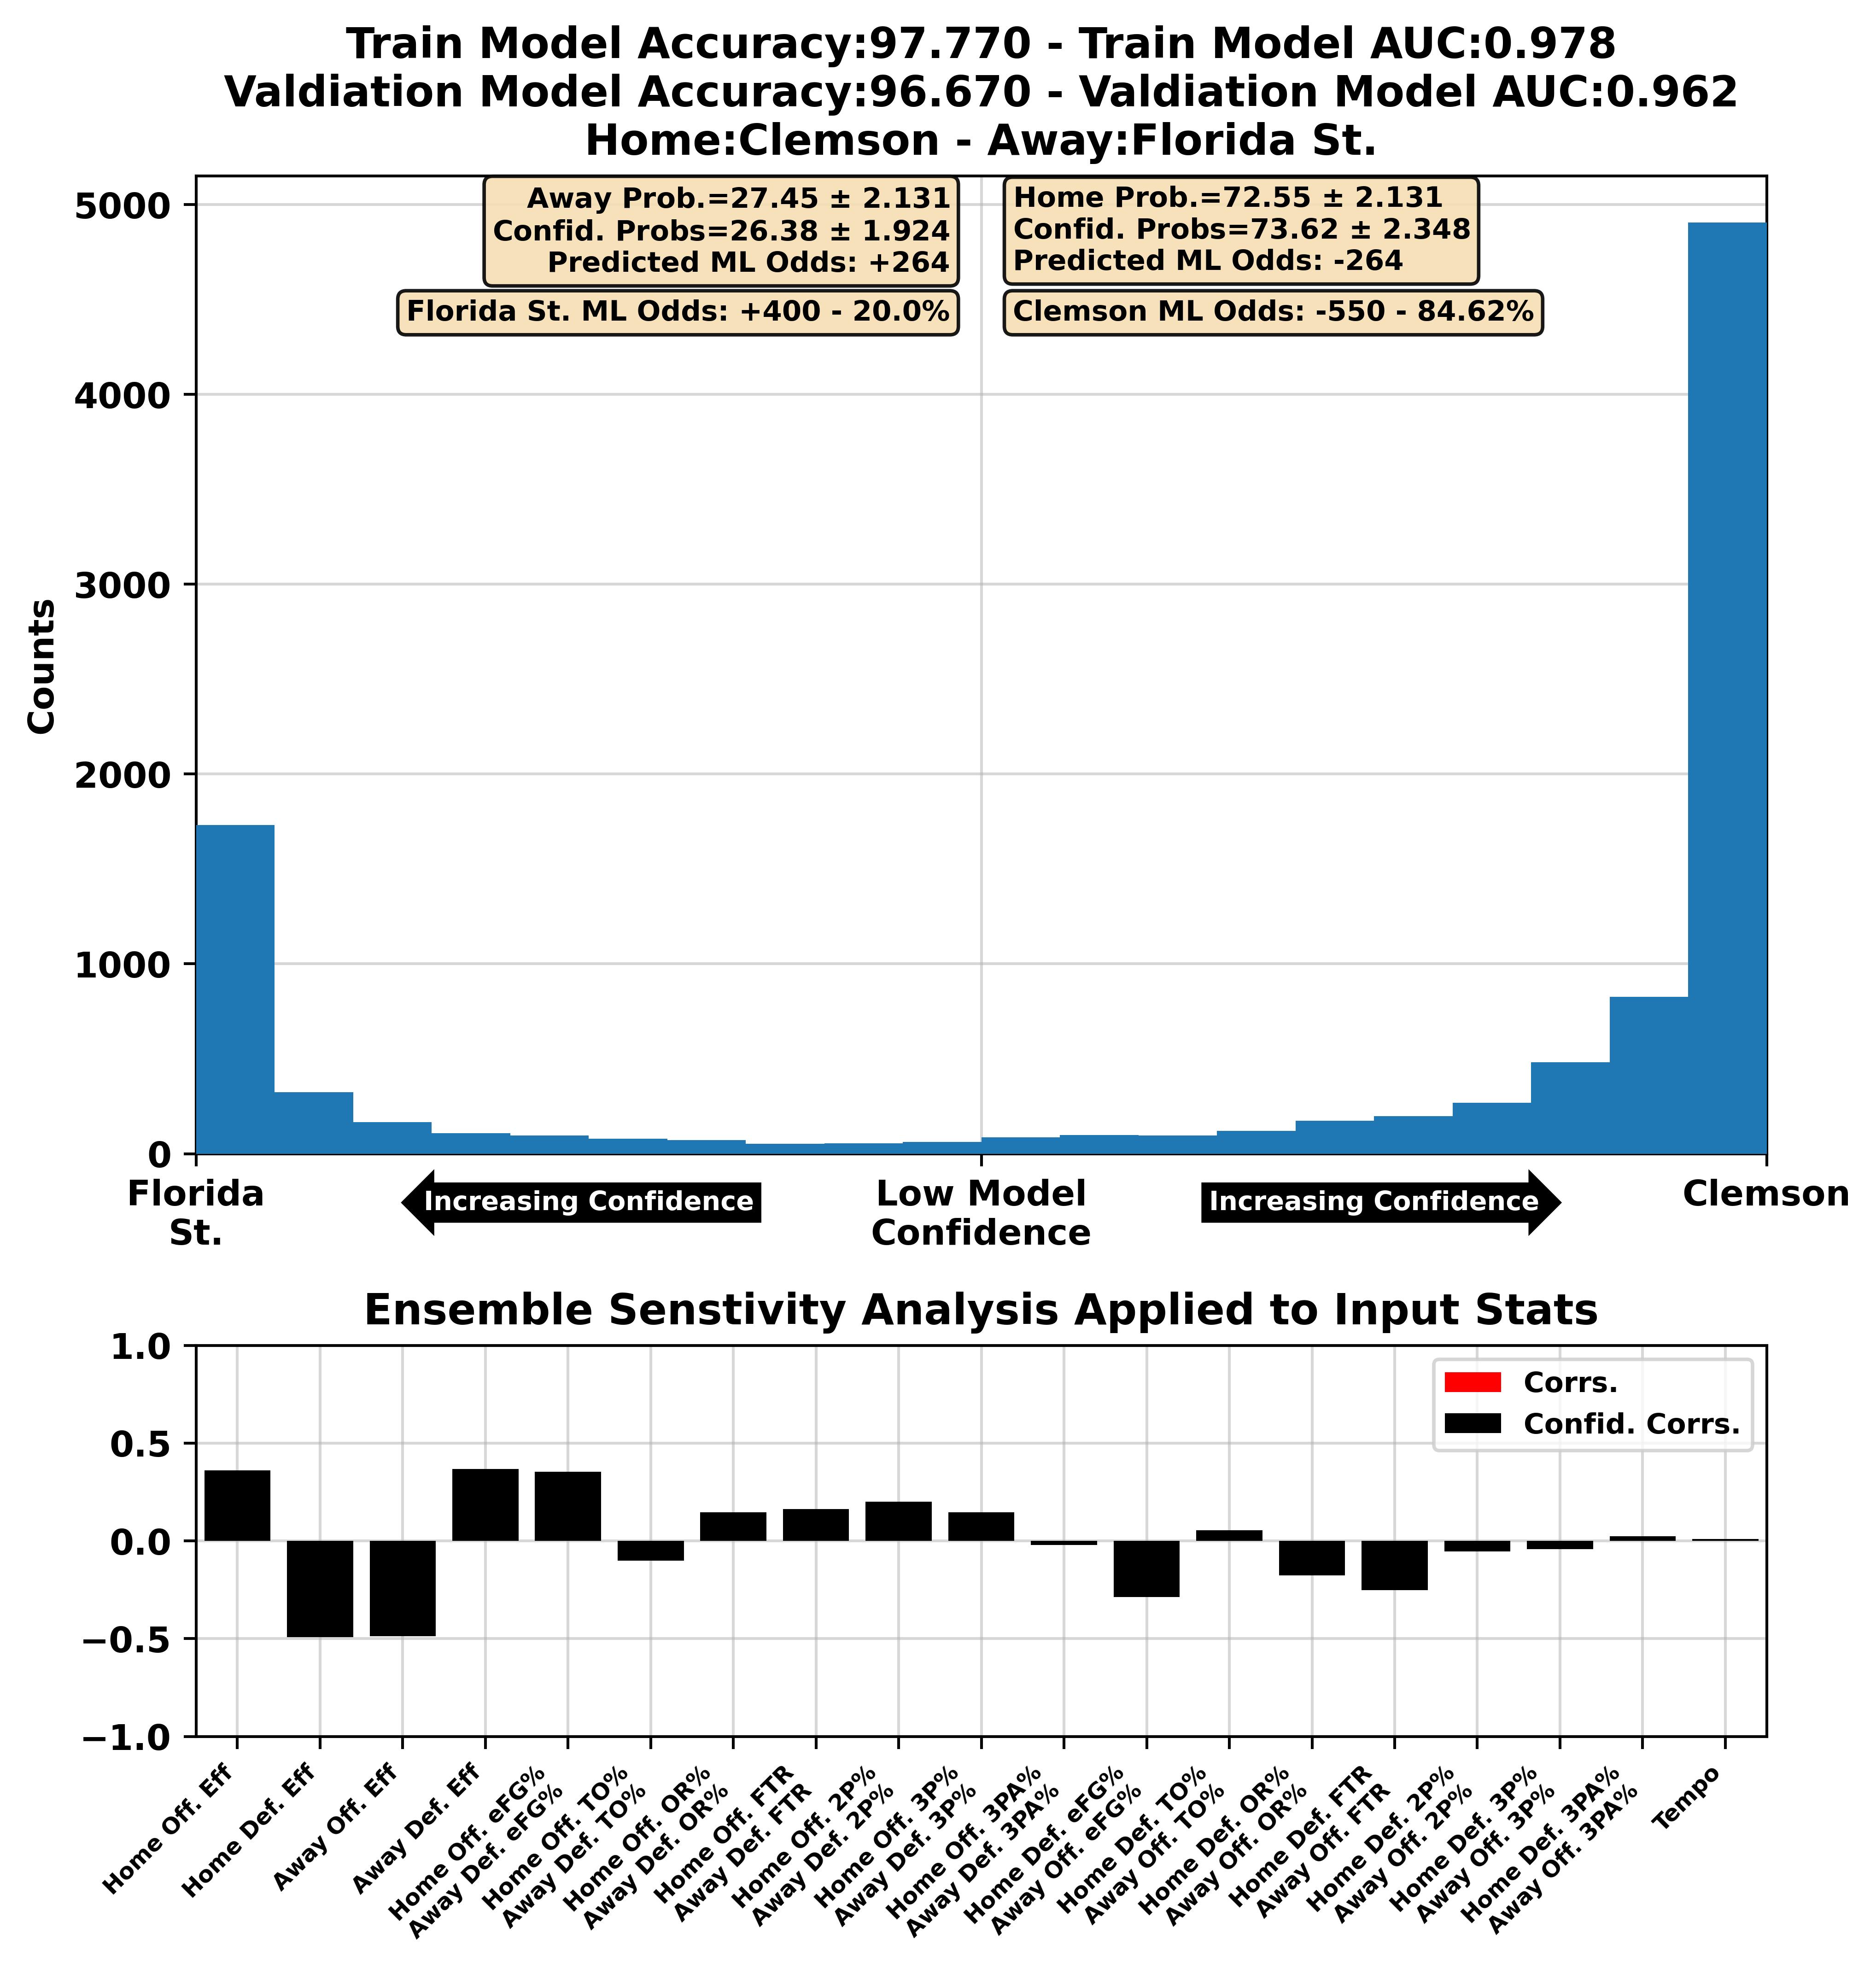 Train Model Accuracy:97.770 - Train Model AUC:0.978
Valdiation Model Accuracy:96.670 - Valdiation Model AUC:0.962
Home:Clemson - Away:Florida St.
Away Prob.=27.45 ± 2.131
Confid. Probs=26.38 ± 1.924
Predicted ML Odds: +264
Florida St. ML Odds: +400 - 20.0%
Home Prob.=72.55 ± 2.131
Confid. Probs=73.62 ± 2.348
Predicted ML Odds: -264
Clemson ML Odds: -550 - 84.62%
Counts
5000
4000
3000
2000
1000
0
Florida
St.
Increasing Confidence
Low Model
Confidence
Increasing Confidence
Clemson
Ensemble Senstivity Analysis Applied to Input Stats
1.0
0.5
0.0
−0.5
−1.0
Corrs.
Confid. Corrs.
Home Off. Eff
Home Def. Eff
Away Off. Eff
Away Def. Eff
Home Off. eFG%
Away Def. eFG%
Home Off. TO%
Away Def. TO%
Home Off. OR%
Away Def. OR%
Home Off. FTR
Away Def. FTR
Home Off. 2P%
Away Def. 2P%
Home Off. 3P%
Away Def. 3P%
Home Off. 3PA%
Away Def. 3PA%
Home Def. eFG%
Away Off. eFG%
Home Def. TO%
Away Off. TO%
Home Def. OR%
Away Off. OR%
Home Def. FTR
Away Off. FTR
Home Def. 2P%
Away Off. 2P%
Home Def. 3P%
Away Off. 3P%
Home Def. 3PA%
Away Off. 3PA%
Tempo